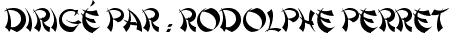 DIRIGÉ PAR : RODOLPHE PERRET